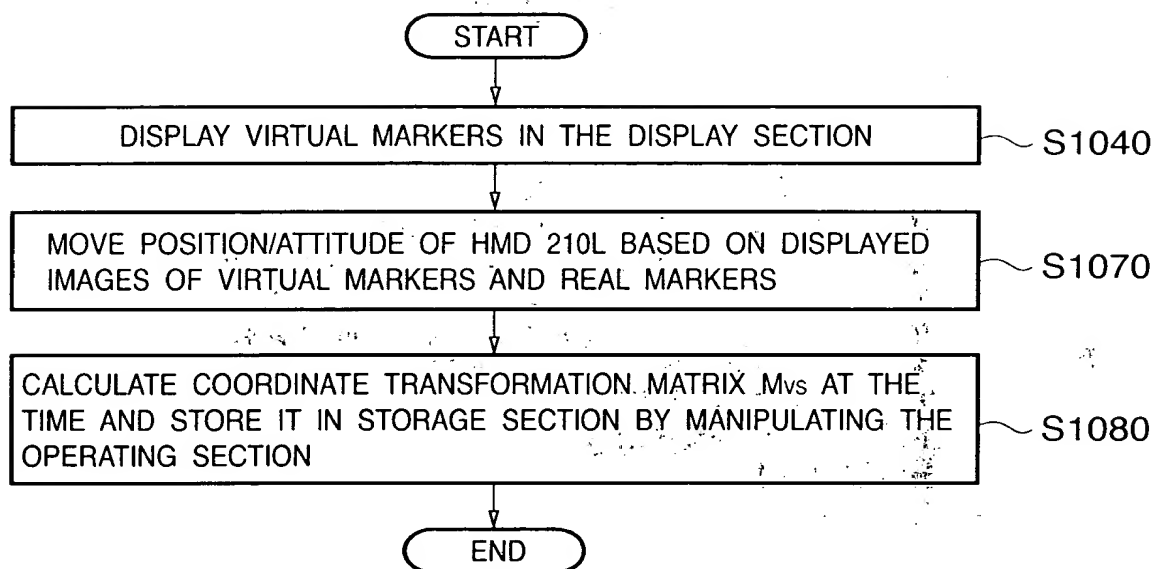 START
DISPLAY VIRTUAL MARKERS IN THE DISPLAY SECTION
S1040
MOVE POSITION/ATTITUDE OF HMD 210L BASED ON DISPLAYED
IMAGES OF VIRTUAL MARKERS AND REAL MARKERS
S1070
CALCULATE COORDINATE TRANSFORMATION MATRIX Mvs AT THE
TIME AND STORE IT IN STORAGE SECTION BY MANIPULATING THE
OPERATING SECTION
S1080
END